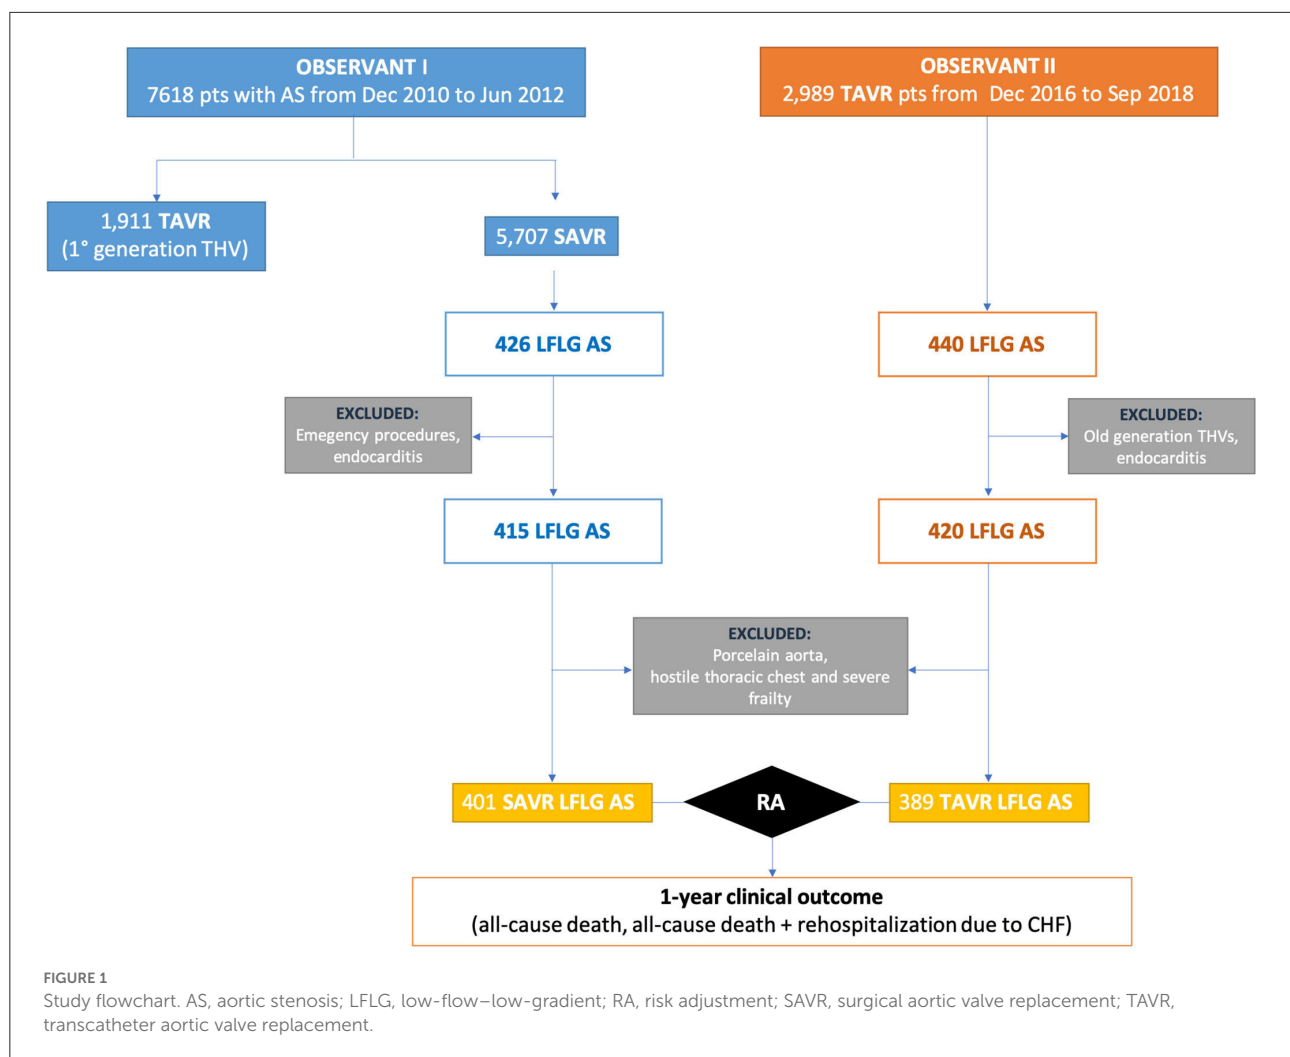 OBSERVANT I
7618 pts with AS from Dec 2010 to Jun 2012
OBSERVANT II
2,989 TAVR pts from Dec 2016 to Sep 2018
1,911 TAVR
(1° generation THV)
5,707 SAVR
426 LFLG AS
440 LFLG AS
EXCLUDED:
Emegency procedures,
endocarditis
EXCLUDED:
Old generation THVs,
endocarditis
415 LFLG AS
420 LFLG AS
EXCLUDED:
Porcelain aorta,
hostile thoracic chest and severe
frailty
401 SAVR LFLG AS
RA
389 TAVR LFLG AS
1-year clinical outcome
(all-cause death, all-cause death + rehospitalization due to CHF)
FIGURE 1
Study flowchart. AS, aortic stenosis; LFLG, low-flow–low-gradient; RA, risk adjustment; SAVR, surgical aortic valve replacement; TAVR,
transcatheter aortic valve replacement.